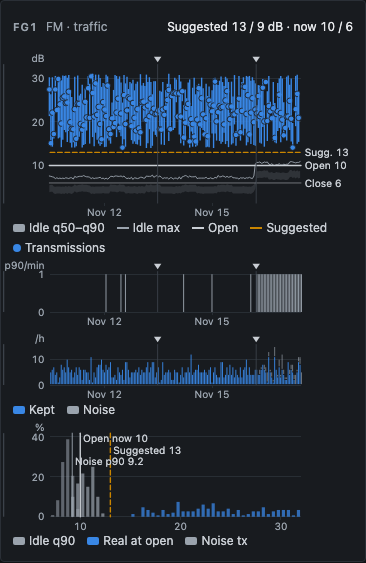 FG1 FM · traffic Suggested 13 / 9 dB · now 10 / 6
dB
30
20
10
Sugg. 13
Open 10
Close 6
Nov 12 Nov 15
Idle q50–q90 Idle max Open Suggested
Transmissions
p90/min
1
0
Nov 12 Nov 15
/h
10
0
Nov 12 Nov 15
Kept Noise
%
40
20
0
Open now 10
Suggested 13
Noise p90 9.2
10 20 30
Idle q90 Real at open Noise tx